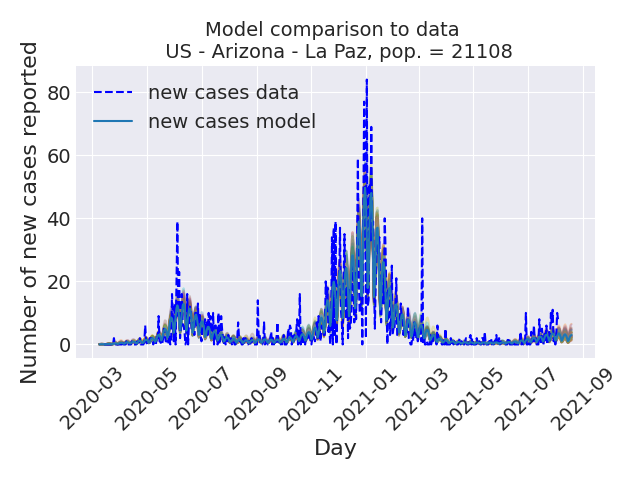 Model comparison to data
US - Arizona - La Paz, pop. = 21108
Number of new cases reported
new cases data
new cases model
80
60
40
20
0
2020-03
2020-05
2020-07
2020-09
2020-11
2021-01
2021-03
2021-05
2021-07
2021-09
Day